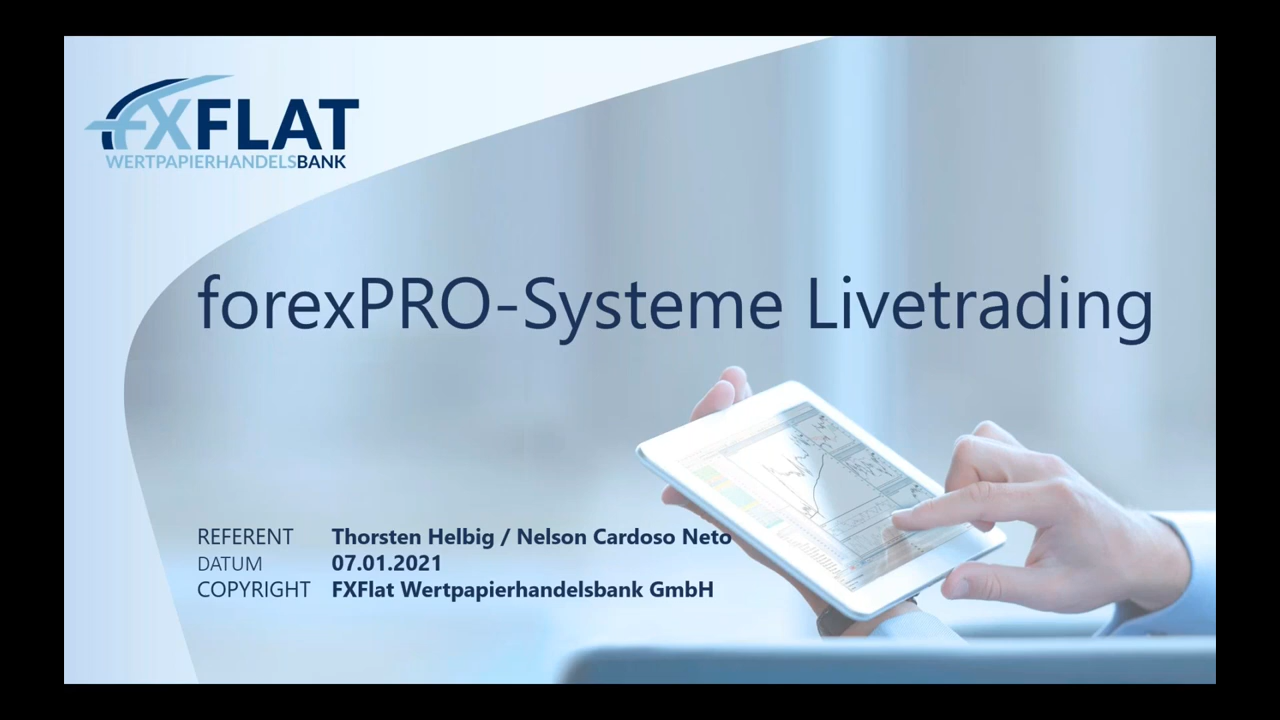 FXFLAT
WERTPAPIERHANDELSBANK
forexPRO-Systeme Livetrading
REFERENT Thorsten Helbig / Nelson Cardoso Neto
DATUM 07.01.2021
COPYRIGHT FXFlat Wertpapierhandelsbank GmbH